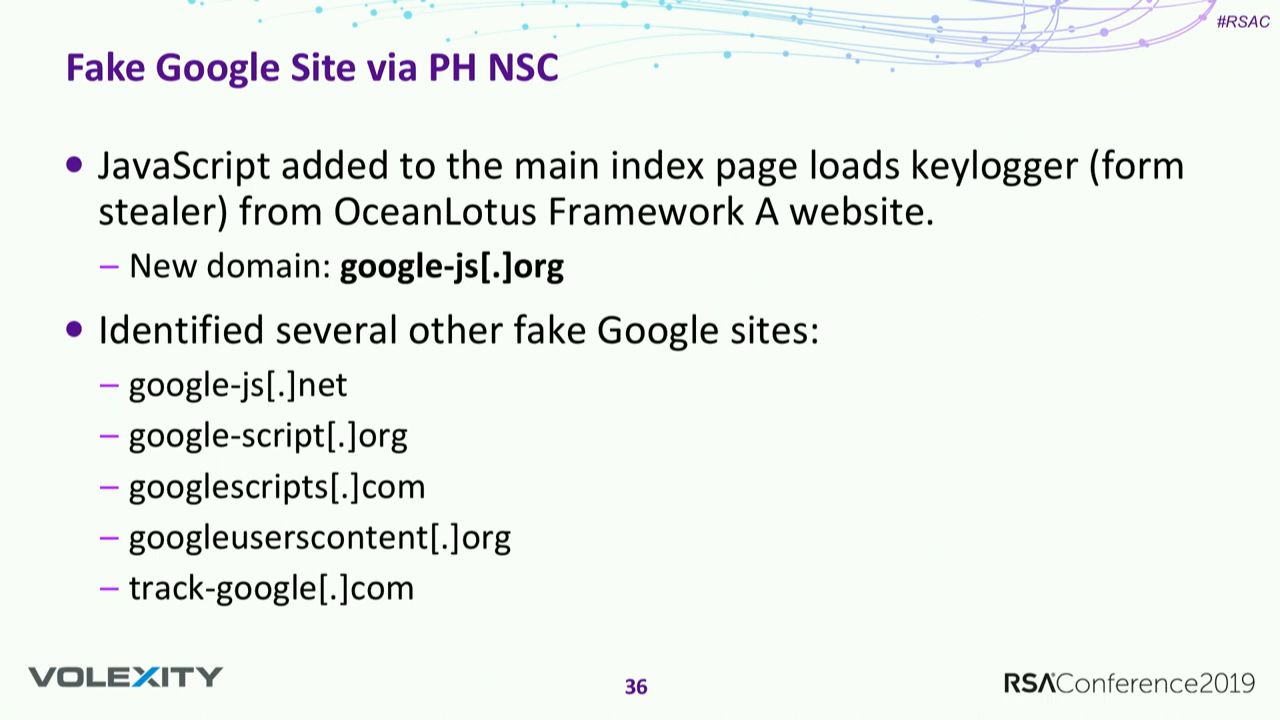 #RSAC
Fake Google Site via PH NSC
• JavaScript added to the main index page loads keylogger (form
stealer) from OceanLotus Framework A website.
– New domain: google-js[.]org
• Identified several other fake Google sites:
– google-js[.]net
– google-script[.]org
– googlescripts[.]com
– googleuserscontent[.]org
– track-google[.]com
VOLEXITY
36
RSAConference2019